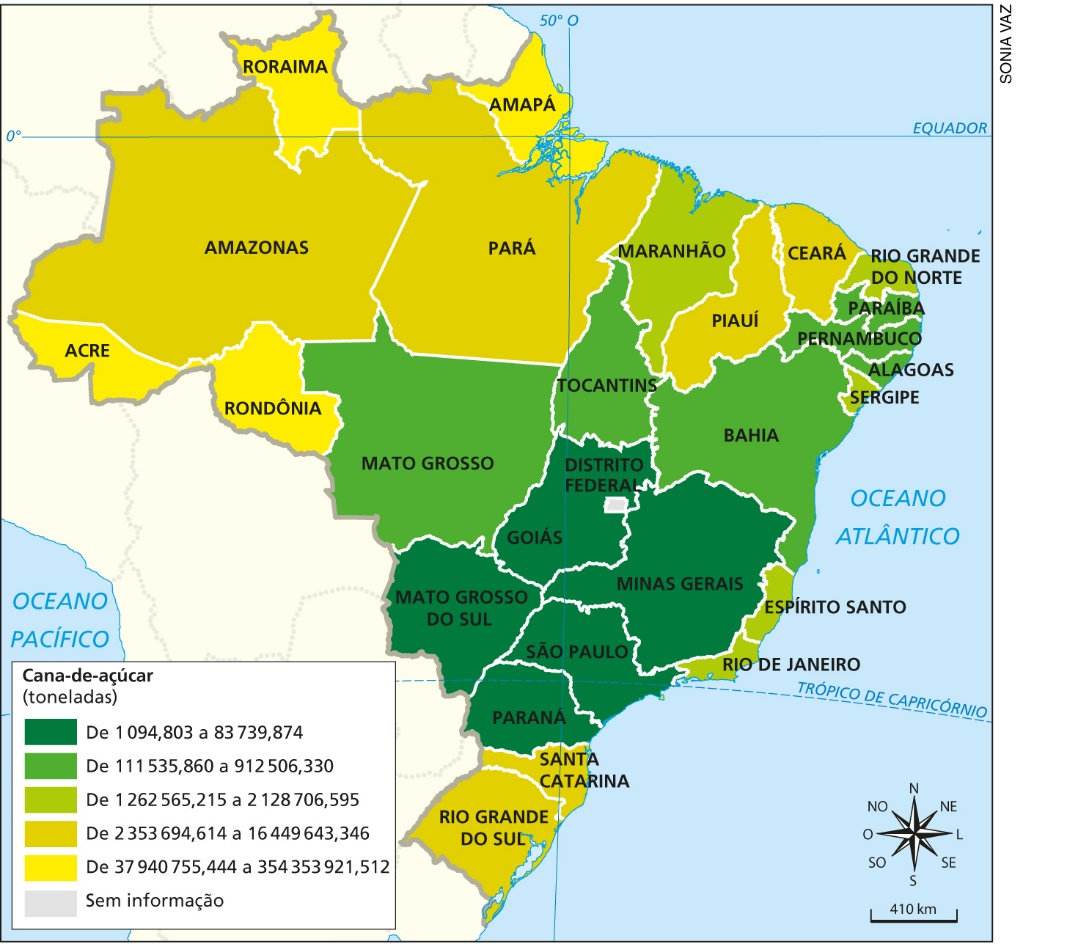 SONIA VAZ
50° O
RORAIMA
AMAPÁ
0°
EQUADOR
AMAZONAS
PARÁ
MARANHÃO
CEARÁ
RIO GRANDE
DO NORTE
PARAÍBA
PIAUÍ
PERNAMBUCO
ACRE
ALAGOAS
TOCANTINS
SERGIPE
RONDÔNIA
BAHIA
MATO GROSSO
DISTRITO
FEDERAL
OCEANO
ATLÂNTICO
GOIÁS
MINAS GERAIS
MATO GROSSO
DO SUL
ESPÍRITO SANTO
OCEANO
PACÍFICO
SÃO PAULO
RIO DE JANEIRO
TRÓPICO DE CAPRICÓRNIO
PARANÁ
SANTA
CATARINA
RIO GRANDE
DO SUL
Cana-de-açúcar
(toneladas)
De 1 094,803 a 83 739,874
De 111 535,860 a 912 506,330
De 1 262 565,215 a 2 128 706,595
De 2 353 694,614 a 16 449 643,346
De 37 940 755,444 a 354 353 921,512
Sem informação
N
NO
NE
O
L
SO
SE
S
410 km